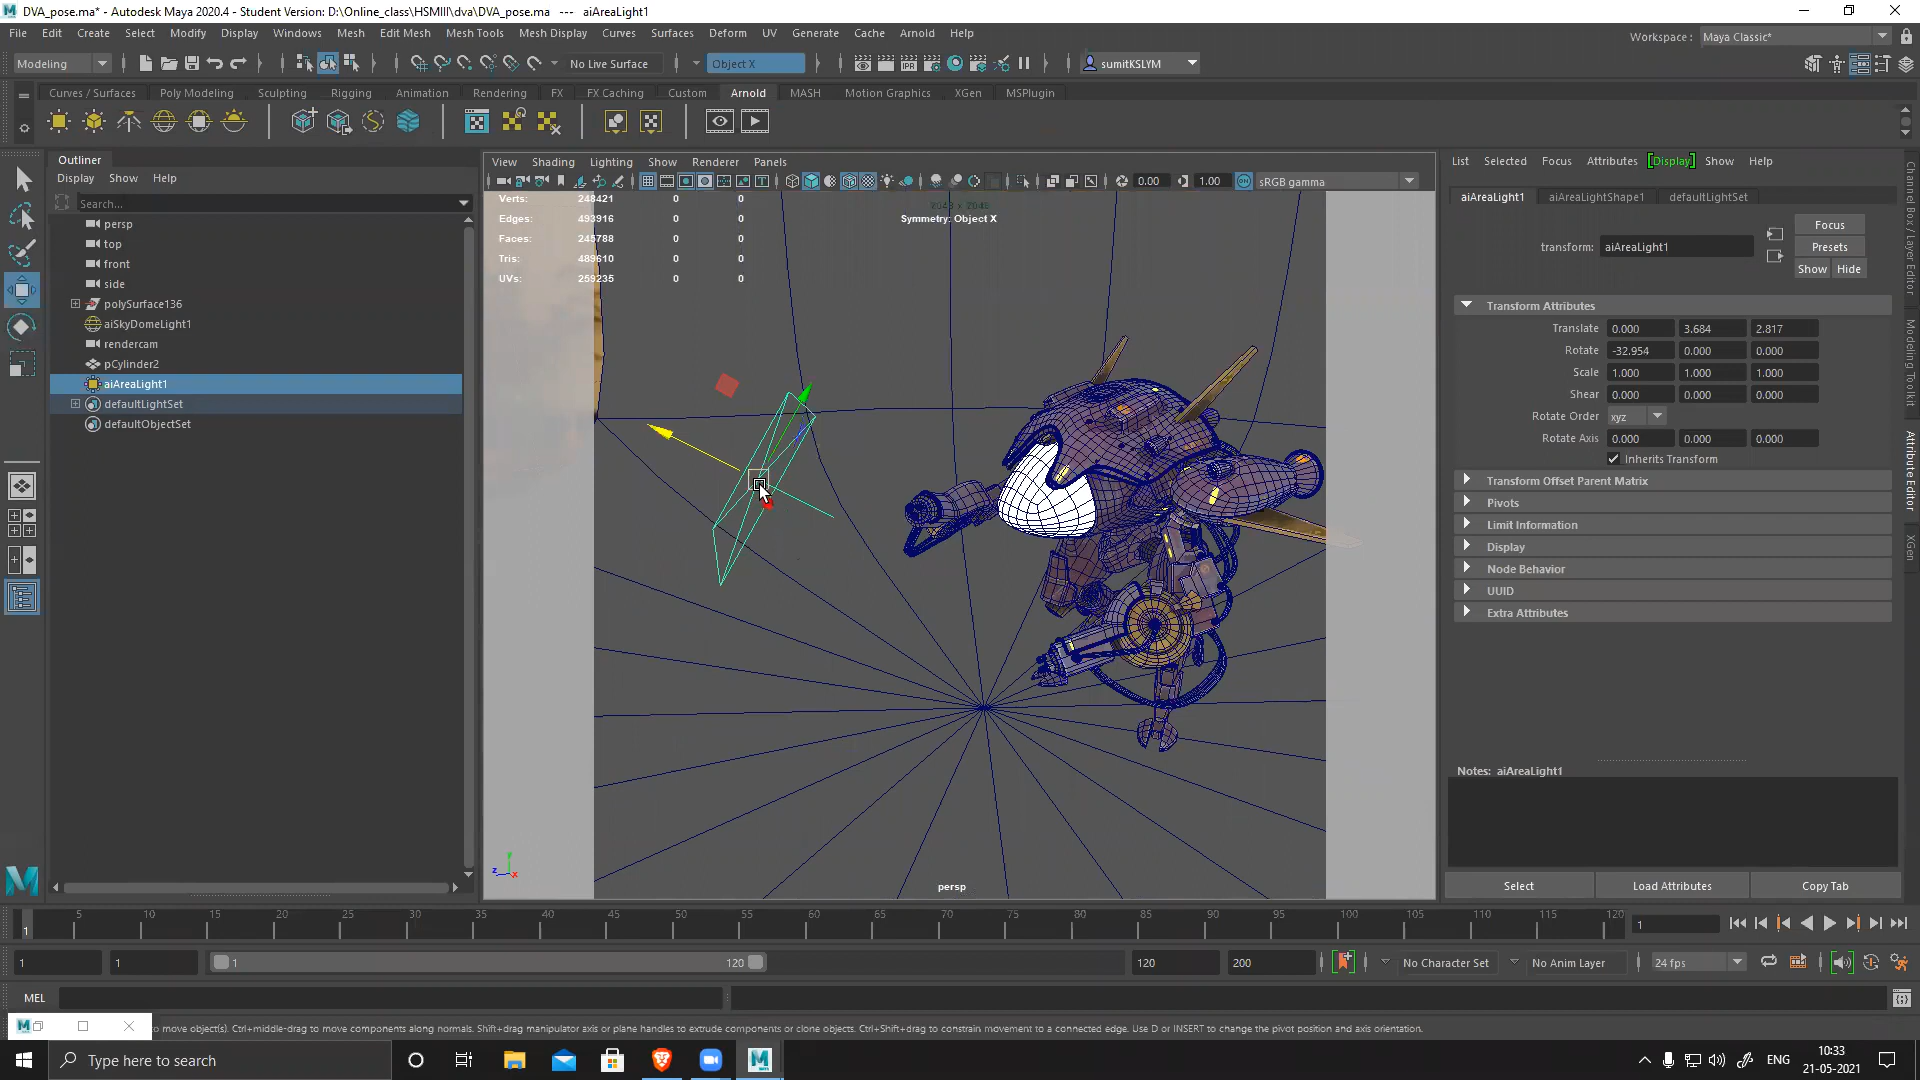 DVA_pose.ma* - Autodesk Maya 2020.4 - Student Version: D:\Online_class\HSMIII\dva\DVA_pose.ma --- aiAreaLight1
File Edit Create Select Modify Display Windows Mesh Edit Mesh Mesh Tools Mesh Display Curves Surfaces Deform UV Generate Cache Arnold Help
Workspace : Maya Classic*
Modeling No Live Surface Object X sumitKSLYM
Curves / Surfaces Poly Modeling Sculpting Rigging Animation Rendering FX FX Caching Custom Arnold MASH Motion Graphics XGen MSPlugin
Outliner
Display Show Help
Search...
persp
top
front
side
polySurface136
aiSkyDomeLight1
rendercam
pCylinder2
aiAreaLight1
defaultLightSet
defaultObjectSet
View Shading Lighting Show Renderer Panels
IPR
0.00 1.00 ON sRGB gamma
2048 x 2048
Verts: 248421 0 0
Symmetry: Object X
Edges: 493916 0 0
Faces: 245788 0 0
Tris: 489610 0 0
UVs: 259235 0 0
persp
z y x
List Selected Focus Attributes [Display] Show Help
aiAreaLight1 aiAreaLightShape1 defaultLightSet
Focus
transform: aiAreaLight1 Presets
Show Hide
Transform Attributes
Translate 0.000 3.684 2.817
Rotate -32.954 0.000 0.000
Scale 1.000 1.000 1.000
Shear 0.000 0.000 0.000
Rotate Order xyz
Rotate Axis 0.000 0.000 0.000
Inherits Transform
Transform Offset Parent Matrix
Pivots
Limit Information
Display
Node Behavior
UUID
Extra Attributes
Notes: aiAreaLight1
Select Load Attributes Copy Tab
Channel Box / Layer Editor
Modeling Toolkit
Attribute Editor
XGen
5 10 15 20 25 30 35 40 45 50 55 60 65 70 75 80 85 90 95 100 105 110 115 120
1 1
1 1 1 120 120 200 No Character Set No Anim Layer 24 fps
MEL
to move object(s). Ctrl+middle-drag to move components along normals. Shift+drag manipulator axis or plane handles to extrude components or clone objects. Ctrl+Shift+drag to constrain movement to a connected edge. Use D or INSERT to change the pivot position and axis orientation.
Type here to search
ENG
10:33
21-05-2021